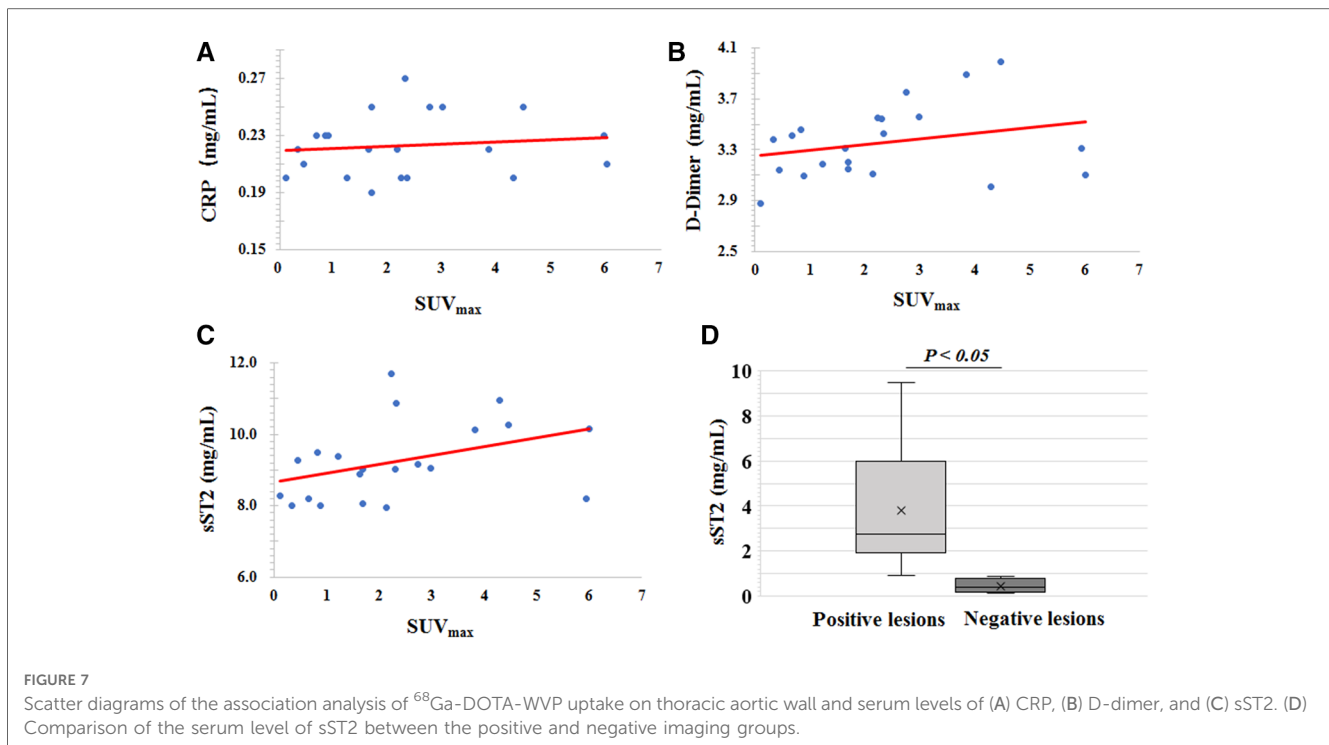 A
CRP (mg/mL)
0.27
0.23
0.19
0.15
0 1 2 3 4 5 6 7
SUVmax
B
D-Dimer (mg/mL)
4.1
3.7
3.3
2.9
2.5
0 1 2 3 4 5 6 7
SUVmax
C
sST2 (mg/mL)
12.0
10.0
8.0
6.0
0 1 2 3 4 5 6 7
SUVmax
D
P < 0.05
sST2 (mg/mL)
10
8
6
4
2
0
Positive lesions Negative lesions
FIGURE 7
Scatter diagrams of the association analysis of ⁶⁸Ga-DOTA-WVP uptake on thoracic aortic wall and serum levels of (A) CRP, (B) D-dimer, and (C) sST2. (D)
Comparison of the serum level of sST2 between the positive and negative imaging groups.